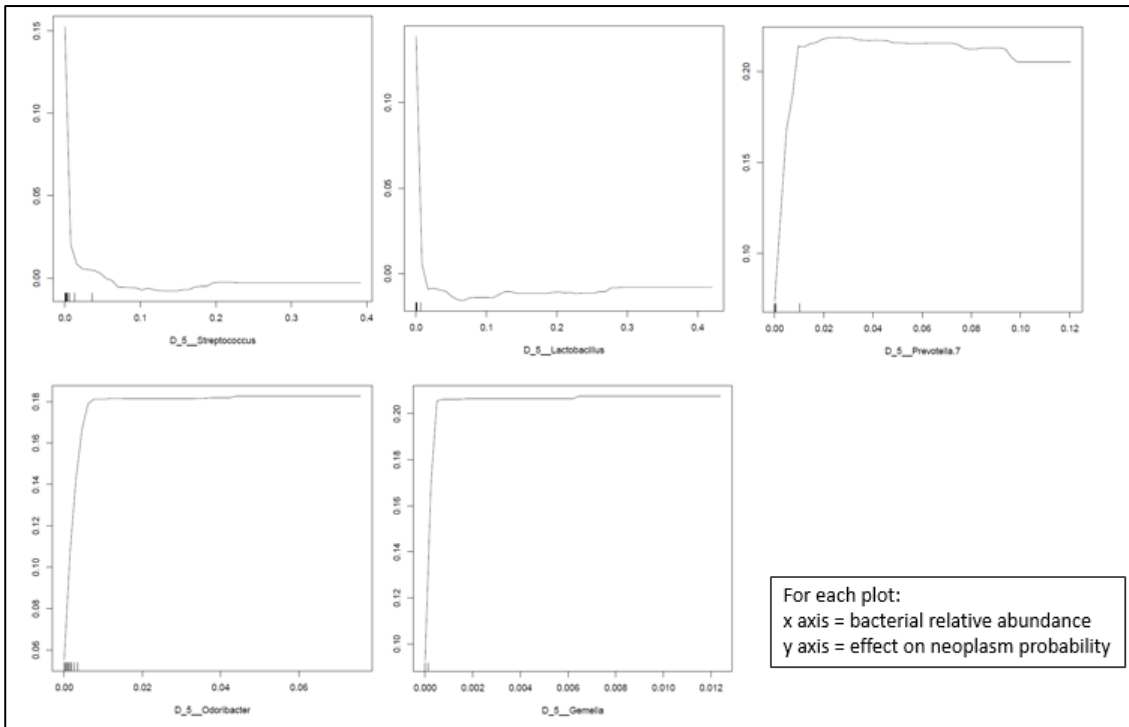 0.15
0.10
0.05
0.00
0.0 0.1 0.2 0.3 0.4
D_5__Streptococcus
0.10
0.05
0.00
0.0 0.1 0.2 0.3 0.4
D_5__Lactobacillus
0.20
0.15
0.10
0.00 0.02 0.04 0.06 0.08 0.10 0.12
D_5__Prevotella.7
0.18
0.16
0.14
0.12
0.10
0.08
0.06
0.00 0.02 0.04 0.06
D_5__Odoribacter
0.20
0.18
0.16
0.14
0.12
0.10
0.000 0.002 0.004 0.006 0.008 0.010 0.012
D_5__Gemella
For each plot:
x axis = bacterial relative abundance
y axis = effect on neoplasm probability